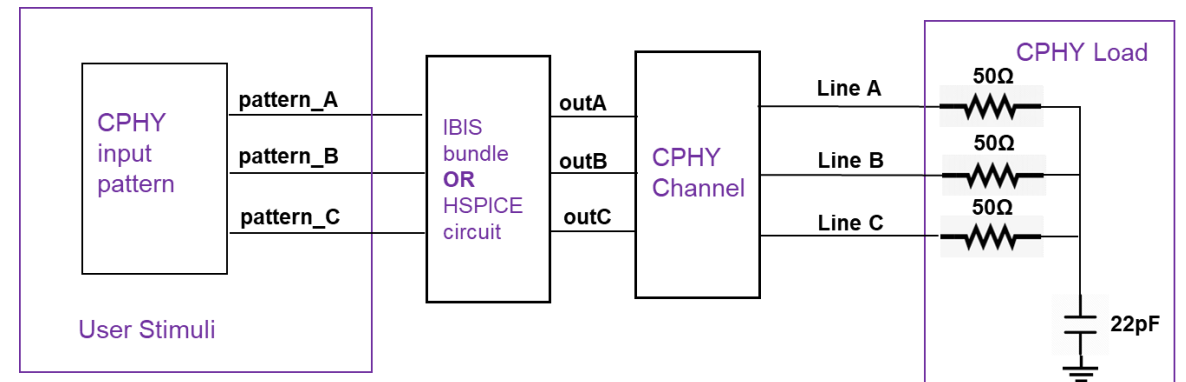 CPHY
input
pattern
User Stimuli
pattern_A
pattern_B
pattern_C
IBIS
bundle
OR
HSPICE
circuit
outA
outB
outC
CPHY
Channel
Line A
Line B
Line C
CPHY Load
50Ω
50Ω
50Ω
22pF